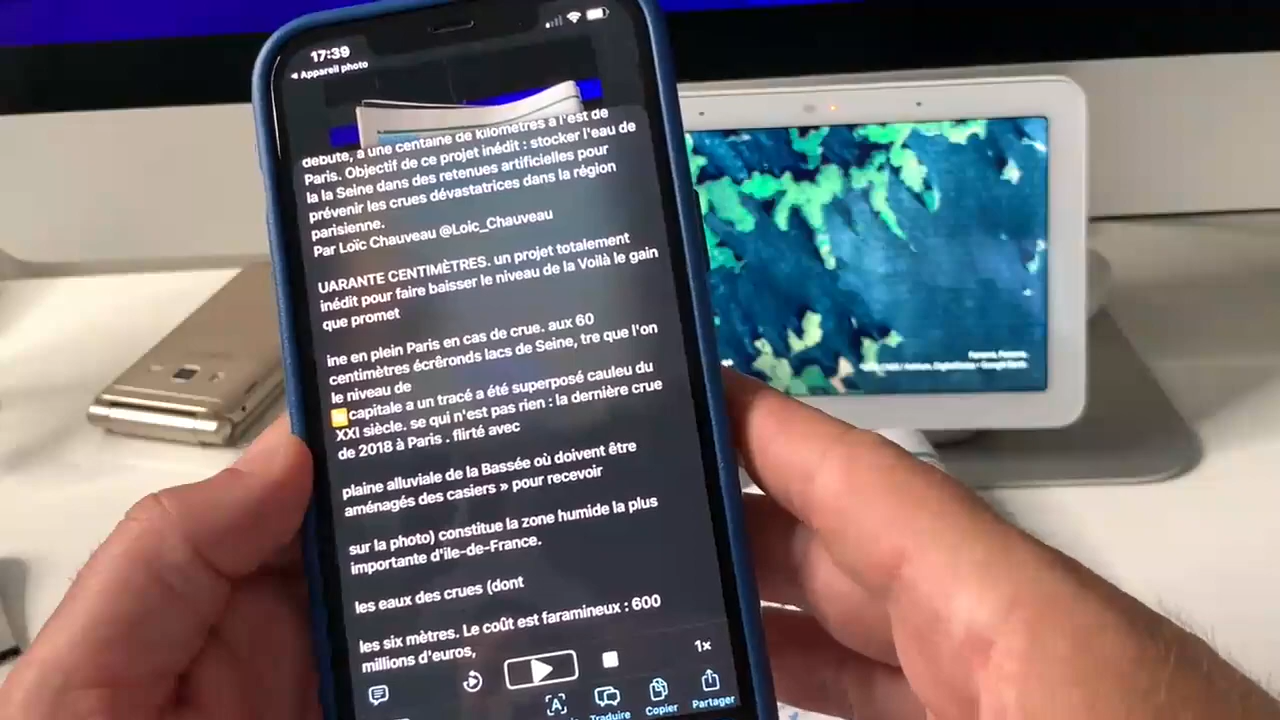 17:39
◂ Appareil photo
débute, à une centaine de kilomètres à l'est de
Paris. Objectif de ce projet inédit : stocker l'eau de
la la Seine dans des retenues artificielles pour
prévenir les crues dévastatrices dans la région
parisienne.
Par Loïc Chauveau @Loic_Chauveau
UARANTE CENTIMÈTRES. un projet totalement
inédit pour faire baisser le niveau de la Voilà le gain
que promet
ine en plein Paris en cas de crue. aux 60
centimètres écrêronds lacs de Seine, tre que l'on
le niveau de
capitale a un tracé a été superposé cauleu du
XXI siècle. se qui n'est pas rien : la dernière crue
de 2018 à Paris . flirté avec
plaine alluviale de la Bassée où doivent être
aménagés des casiers » pour recevoir
sur la photo) constitue la zone humide la plus
importante d'ile-de-France.
les eaux des crues (dont
les six mètres. Le coût est faramineux : 600
millions d'euros,
1x
Traduire
Copier
Partager